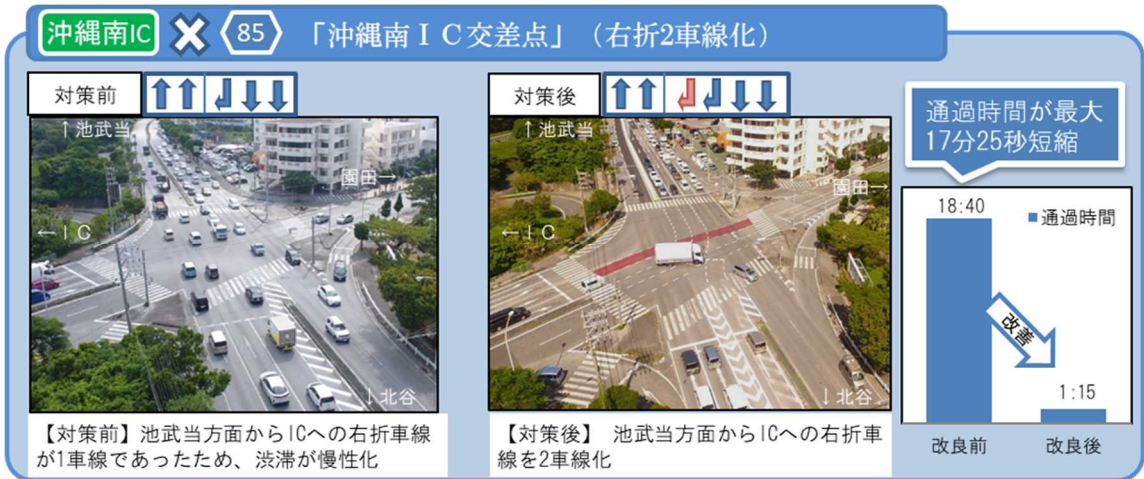 沖縄南IC
85
「沖縄南ＩＣ交差点」（右折2車線化）
対策前
↑池武当
園田→
←ＩＣ
↓北谷
【対策前】池武当方面からICへの右折車線
が1車線であったため、渋滞が慢性化
対策後
↑池武当
園田→
←ＩＣ
↓北谷
【対策後】 池武当方面からICへの右折車
線を2車線化
通過時間が最大
17分25秒短縮
18:40
■通過時間
改善
1:15
改良前
改良後